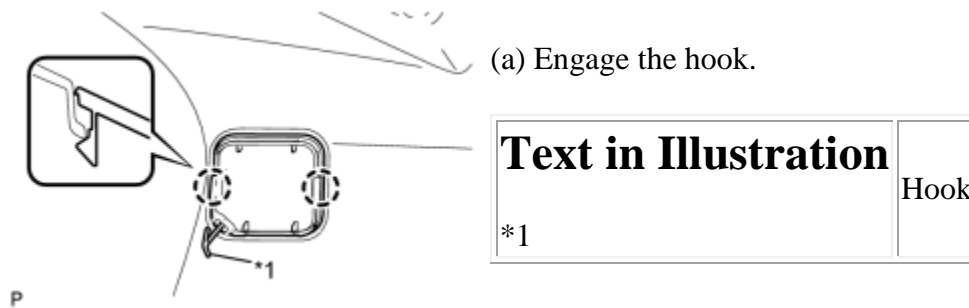 (a) Engage the hook.
Text in Illustration
*1
Hook
*1
P